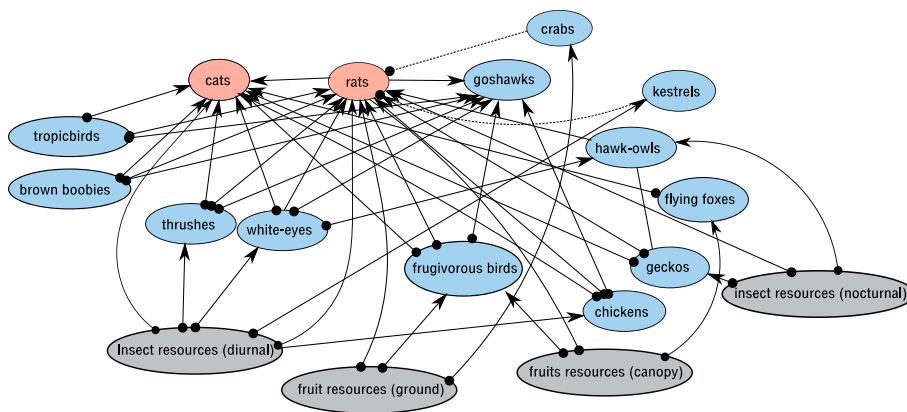 crabs
cats
rats
goshawks
kestrels
tropicbirds
hawk-owls
brown boobies
flying foxes
thrushes
white-eyes
frugivorous birds
geckos
insect resources (nocturnal)
chickens
Insect resources (diurnal)
fruit resources (ground)
fruits resources (canopy)